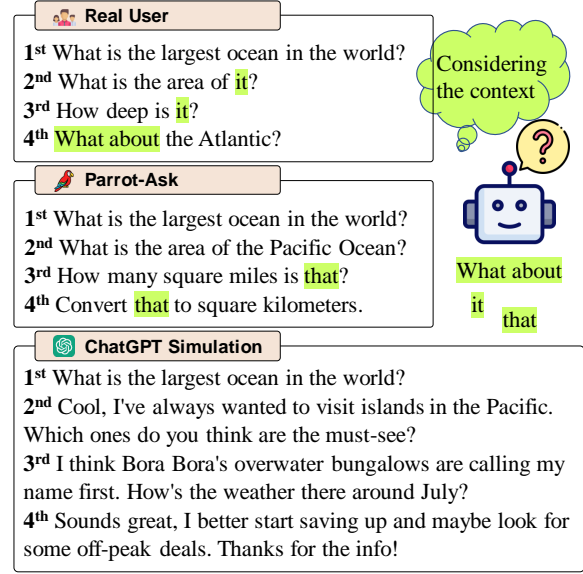 Real User
1st What is the largest ocean in the world?
2nd What is the area of it?
3rd How deep is it?
4th What about the Atlantic?
Considering
the context
?
Parrot-Ask
1st What is the largest ocean in the world?
2nd What is the area of the Pacific Ocean?
3rd How many square miles is that?
4th Convert that to square kilometers.
What about
it
that
ChatGPT Simulation
1st What is the largest ocean in the world?
2nd Cool, I've always wanted to visit islands in the Pacific.
Which ones do you think are the must-see?
3rd I think Bora Bora's overwater bungalows are calling my
name first. How's the weather there around July?
4th Sounds great, I better start saving up and maybe look for
some off-peak deals. Thanks for the info!